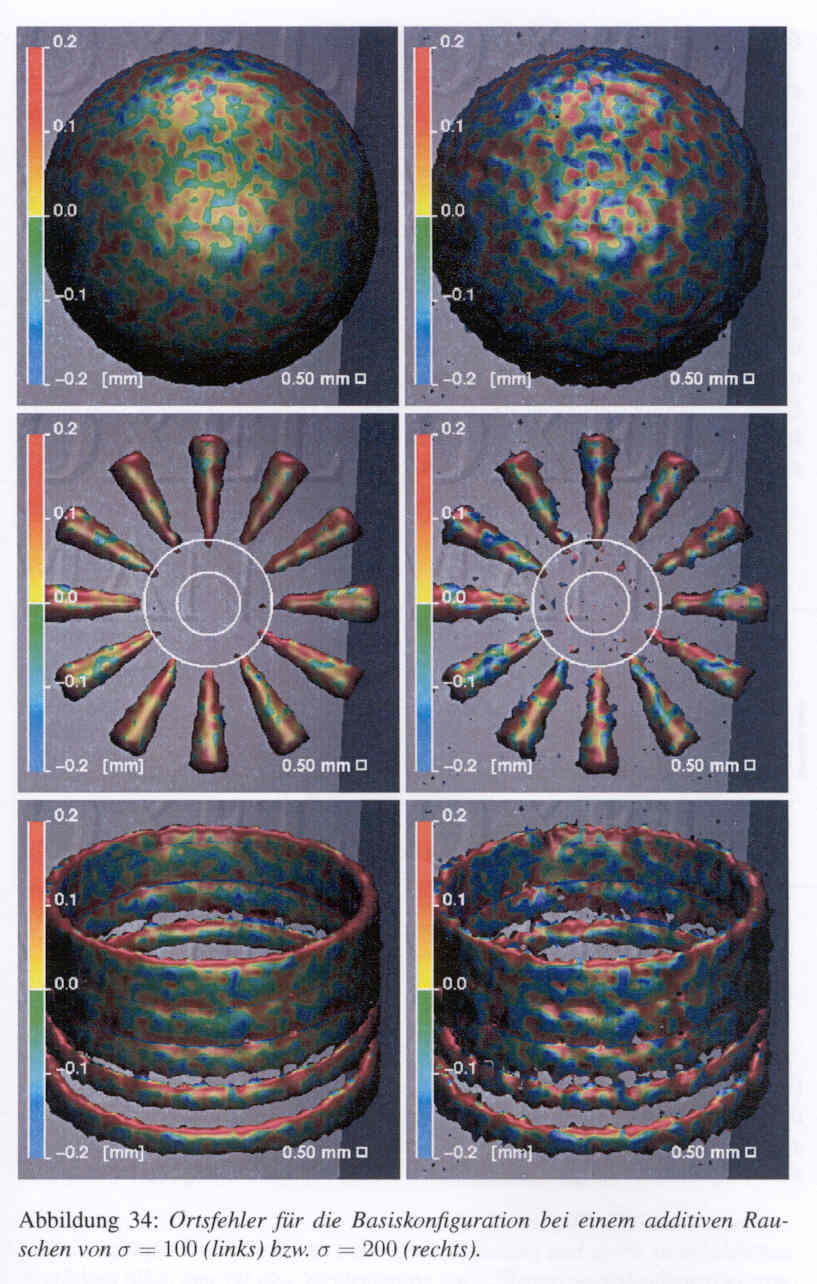 0.2
0.1
0.0
−0.1
−0.2 [mm]
0.50 mm
0.2
0.1
0.0
−0.1
−0.2 [mm]
0.50 mm
0.2
0.1
0.0
−0.1
−0.2 [mm]
0.50 mm
0.2
0.1
0.0
−0.1
−0.2 [mm]
0.50 mm
0.2
0.1
0.0
−0.1
−0.2 [mm]
0.50 mm
0.2
0.1
0.0
−0.1
−0.2 [mm]
0.50 mm
Abbildung 34: Ortsfehler für die Basiskonfiguration bei einem additiven Rau-
schen von σ = 100 (links) bzw. σ = 200 (rechts).